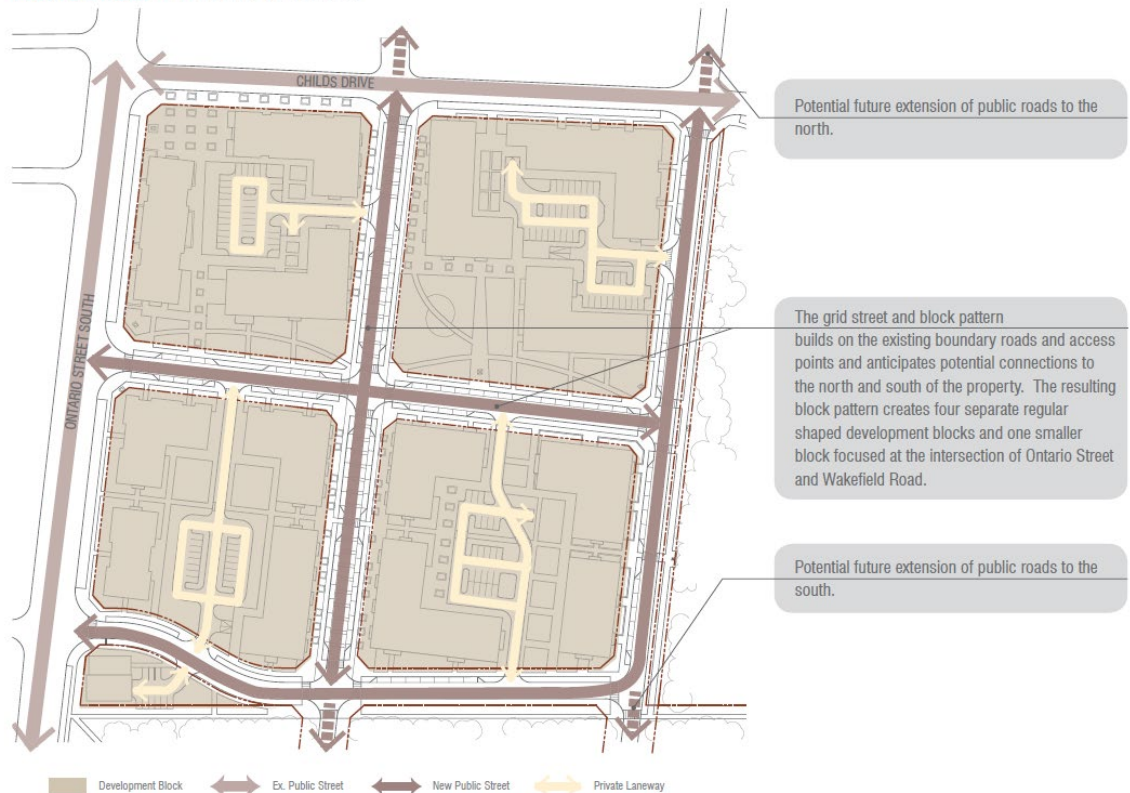 CHILDS DRIVE
ONTARIO STREET SOUTH
Potential future extension of public roads to the
north.
The grid street and block pattern
builds on the existing boundary roads and access
points and anticipates potential connections to
the north and south of the property.  The resulting
block pattern creates four separate regular
shaped development blocks and one smaller
block focused at the intersection of Ontario Street
and Wakefield Road.
Potential future extension of public roads to the
south.
Development Block
Ex. Public Street
New Public Street
Private Laneway